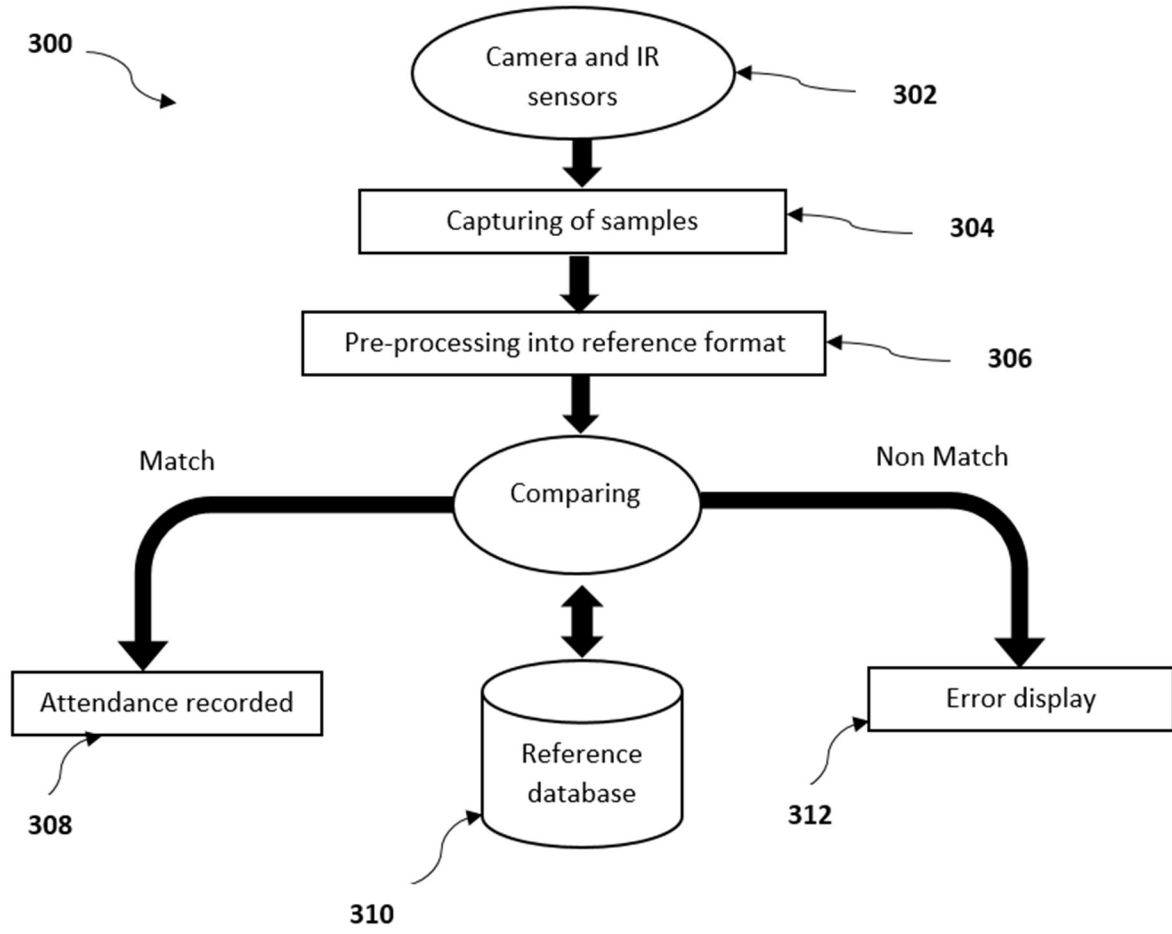 300
Camera and IR
sensors
302
Capturing of samples
304
Pre-processing into reference format
306
Match
Non Match
Comparing
Attendance recorded
Error display
Reference
database
308
312
310